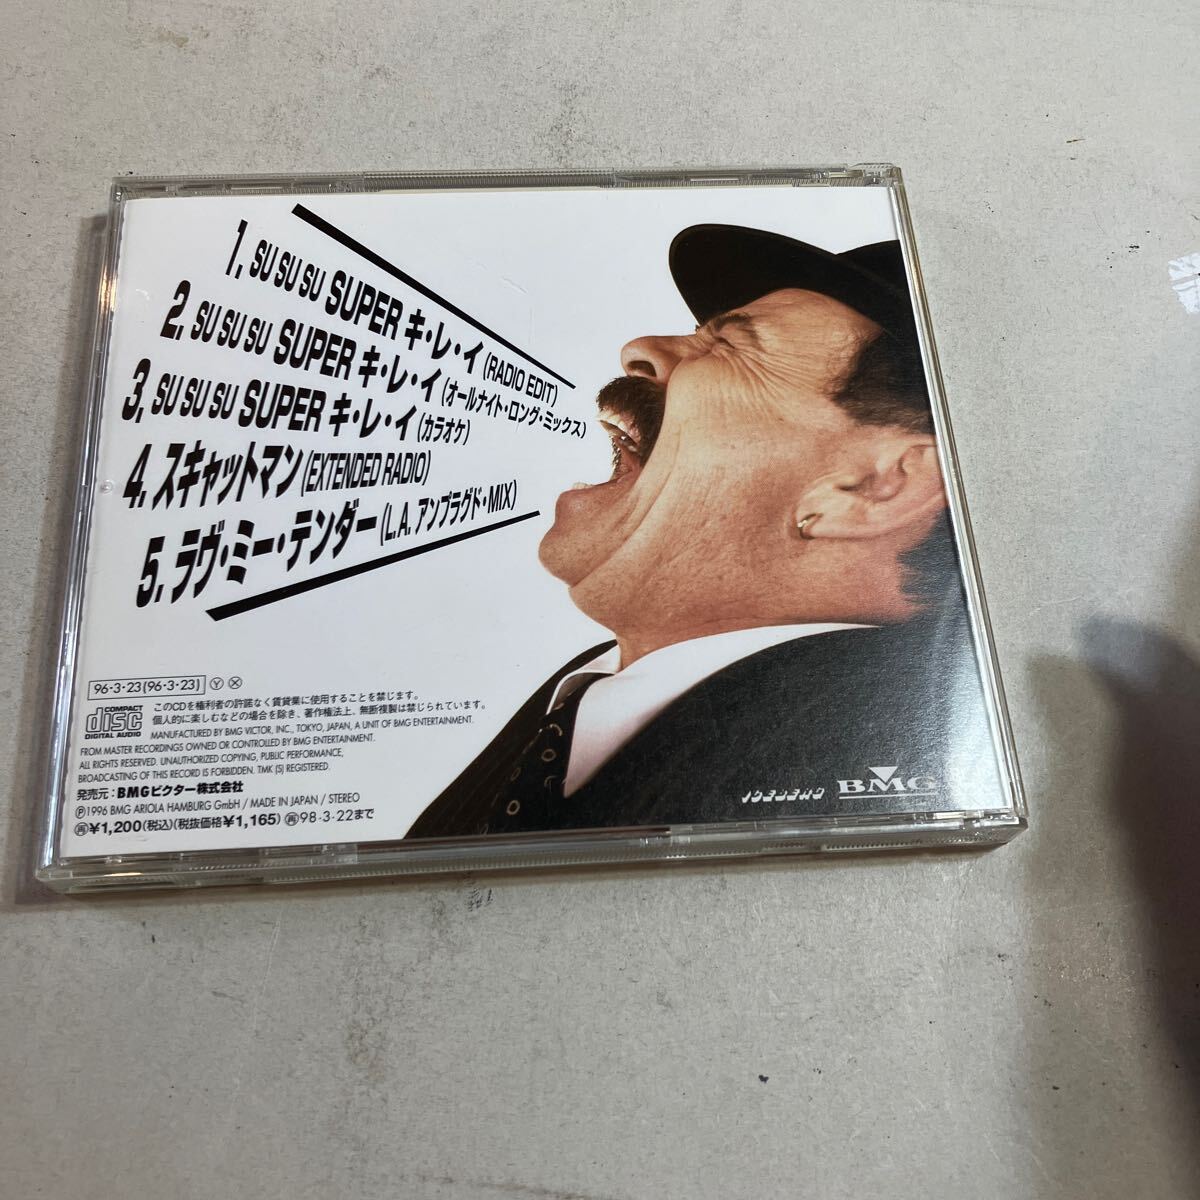 1. SU SU SU SUPER キ・レ・イ (RADIO EDIT)
2. SU SU SU SUPER キ・レ・イ (オールナイト・ロング・ミックス)
3. SU SU SU SUPER キ・レ・イ (カラオケ)
4. スキャットマン (EXTENDED RADIO)
5. ラヴ・ミー・テンダー (L.A. アンプラグド・MIX)
96・3・23 (96・3・23) Ⓨ Ⓧ
COMPACT disc DIGITAL AUDIO
このCDを権利者の許諾なく賃貸業に使用することを禁じます。
個人的に楽しむなどの場合を除き、著作権法上、無断複製は禁じられています。
MANUFACTURED BY BMG VICTOR, INC., TOKYO, JAPAN, A UNIT OF BMG ENTERTAINMENT.
FROM MASTER RECORDINGS OWNED OR CONTROLLED BY BMG ENTERTAINMENT.
ALL RIGHTS RESERVED. UNAUTHORIZED COPYING, PUBLIC PERFORMANCE,
BROADCASTING OF THIS RECORD IS FORBIDDEN. TMK (S) REGISTERED.
発売元：BMGビクター株式会社
Ⓟ1996 BMG ARIOLA HAMBURG GmbH / MADE IN JAPAN / STEREO
㊢¥1,200(税込)(税抜価格¥1,165) ㊢98・3・22まで
ICEBERG
BMG